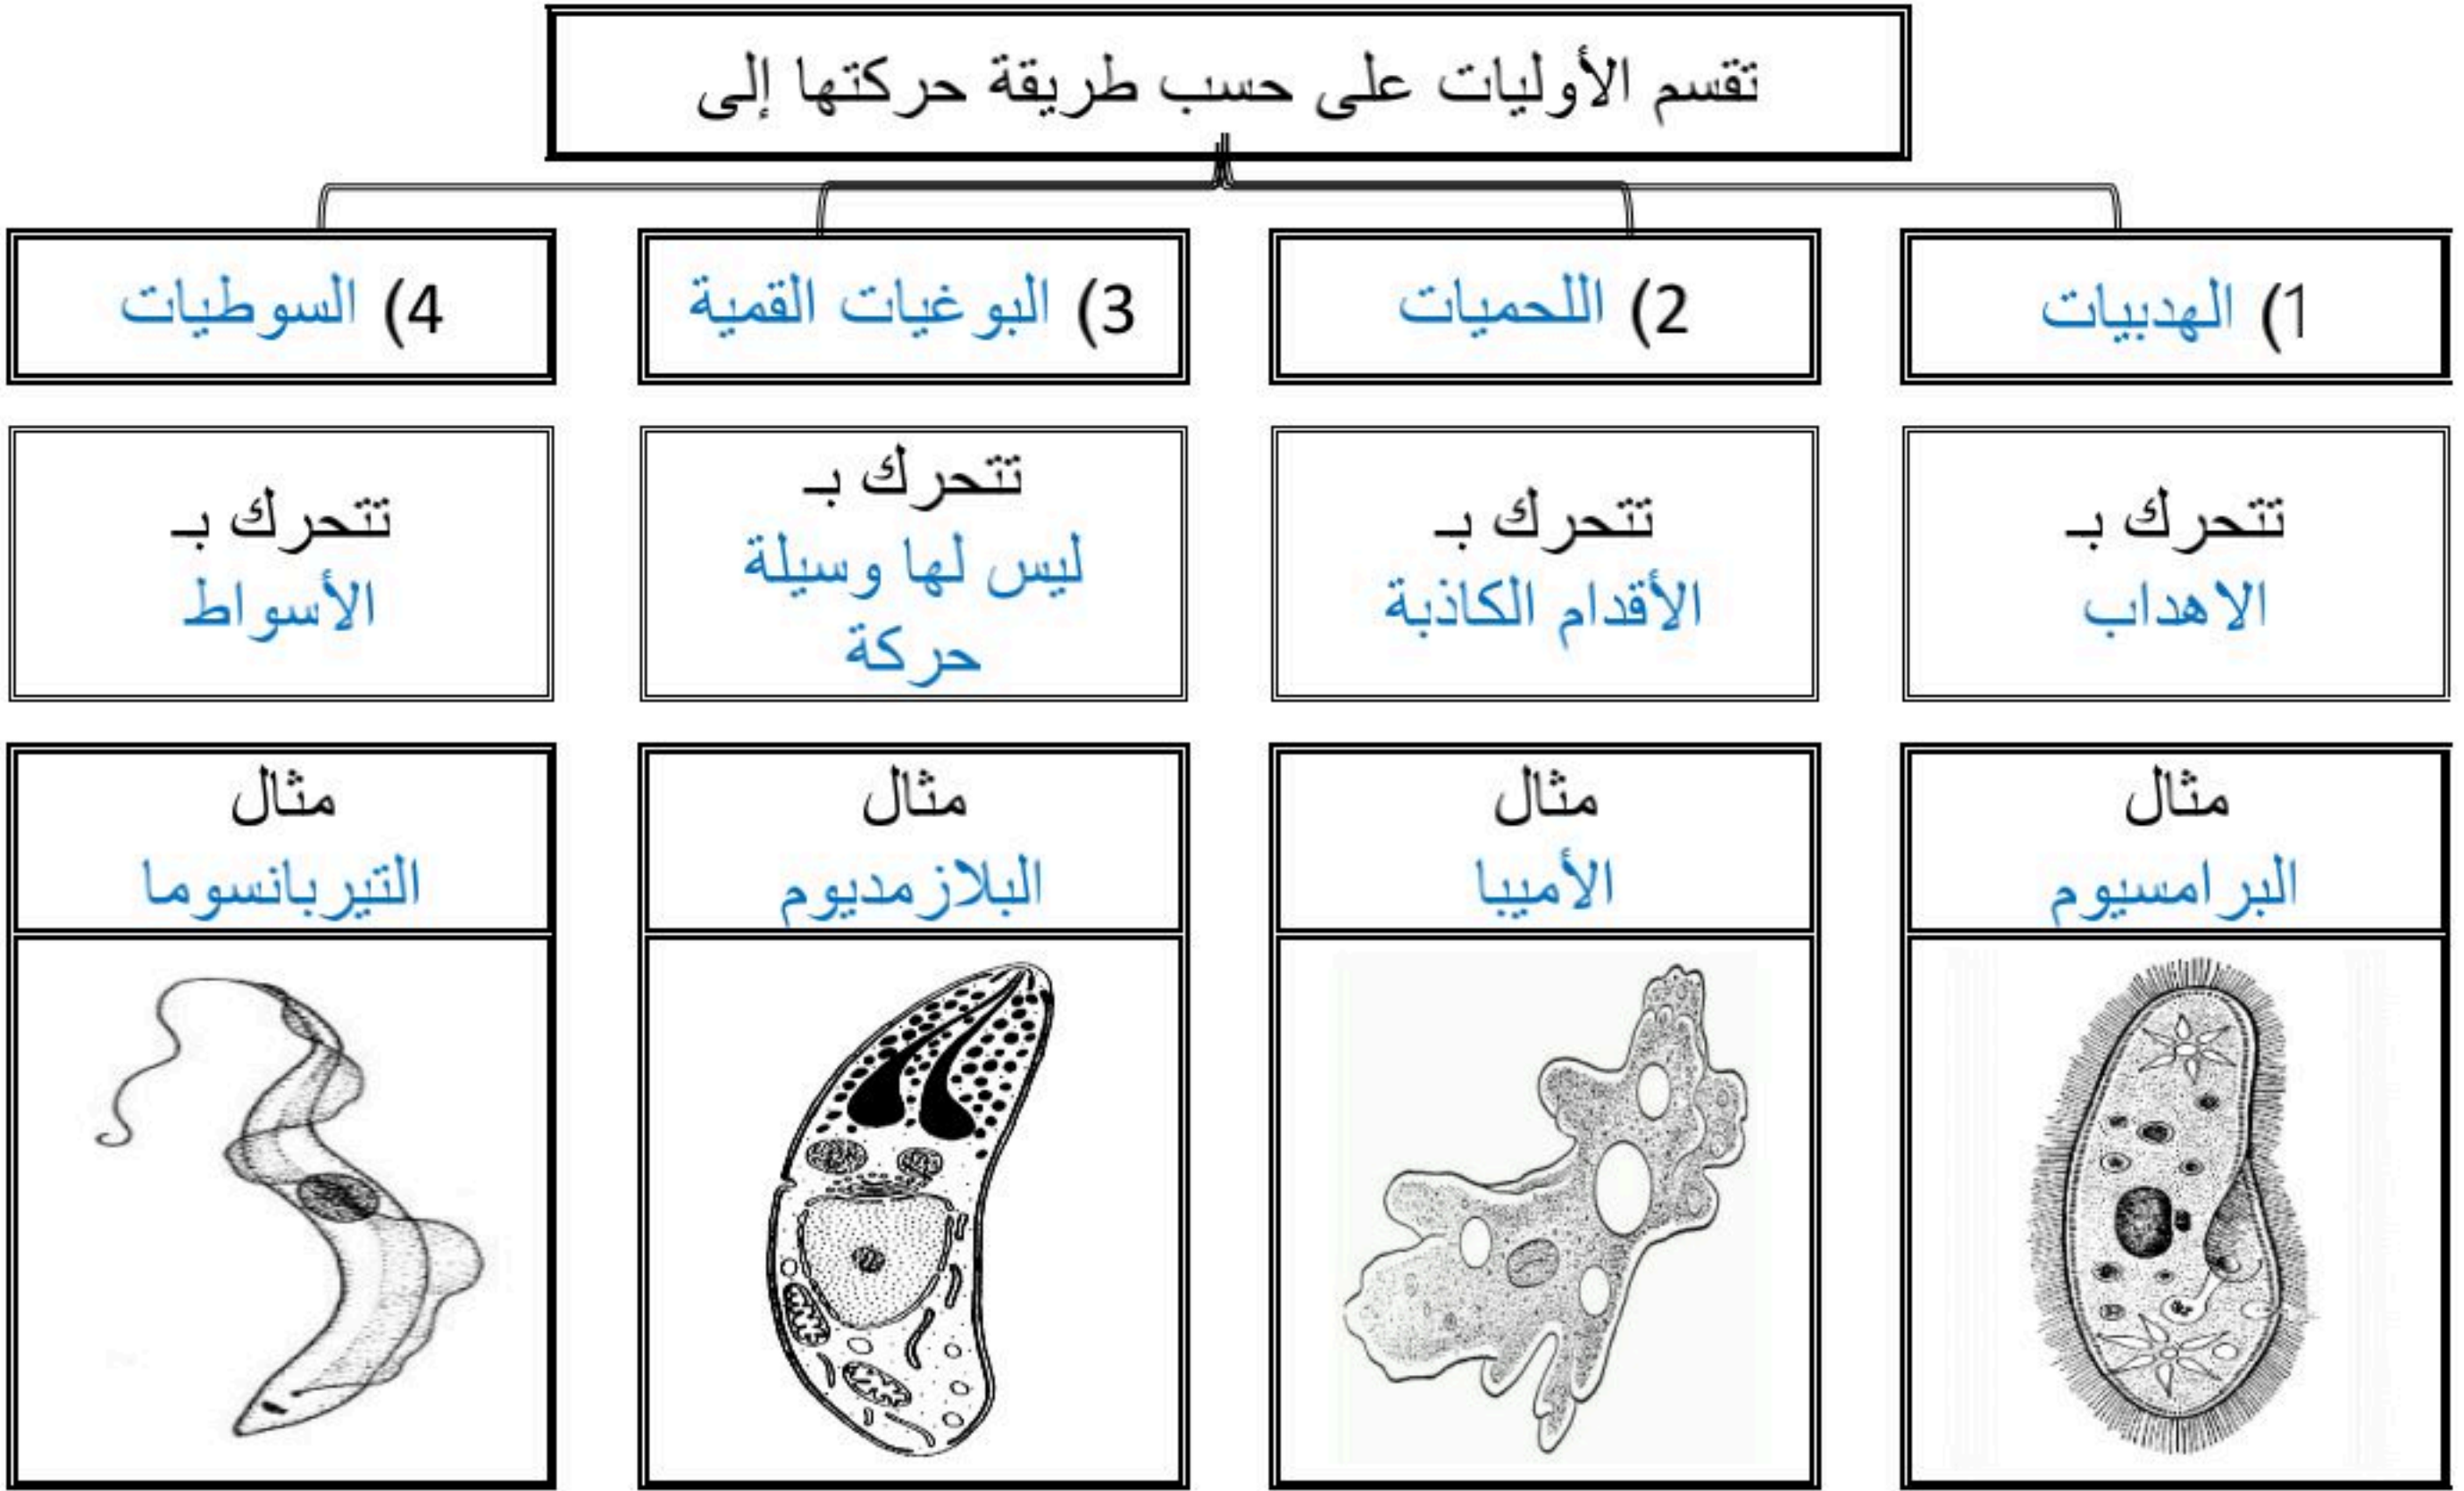 تقسم الأوليات على حسب طريقة حركتها إلى
1) الهدبيات
2) اللحميات
3) البوغيات القمية
4) السوطيات
تتحرك بـ
الاهداب
تتحرك بـ
الأقدام الكاذبة
تتحرك بـ
ليس لها وسيلة
حركة
تتحرك بـ
الأسواط
مثال
البرامسيوم
مثال
الأميبا
مثال
البلازمديوم
مثال
التيربانسوما